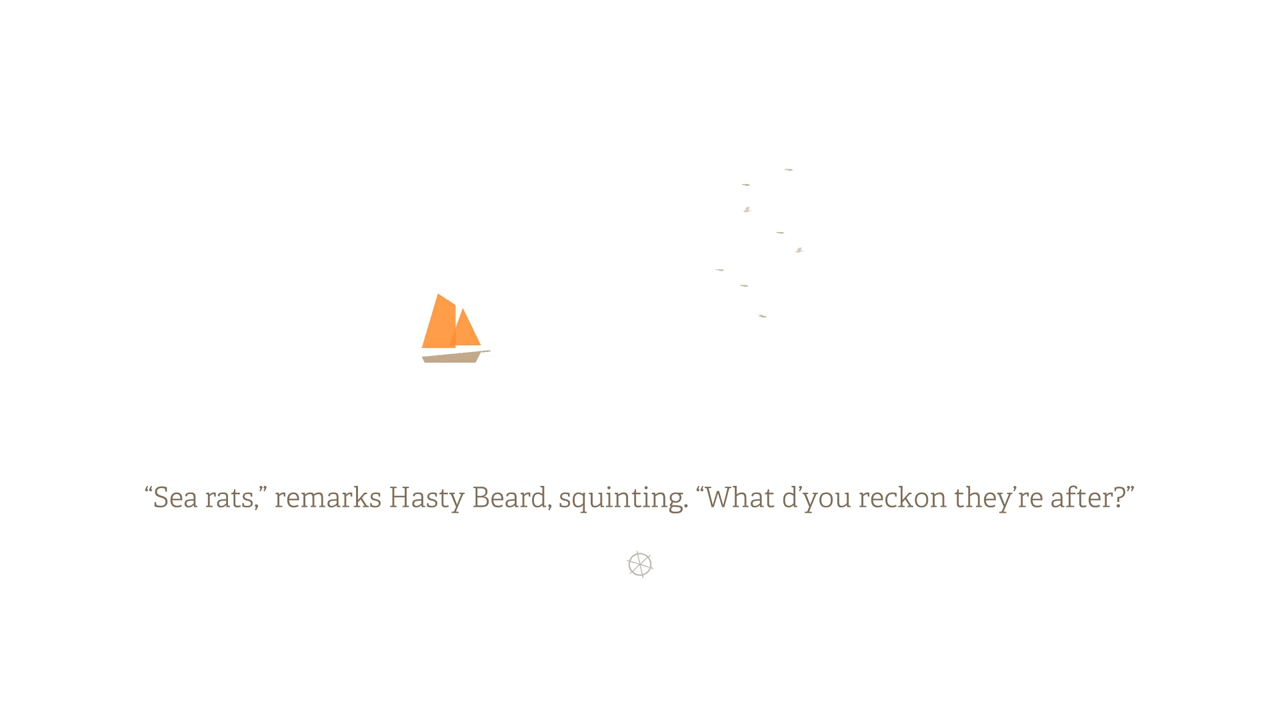 “Sea rats,” remarks Hasty Beard, squinting. “What d’you reckon they’re after?”